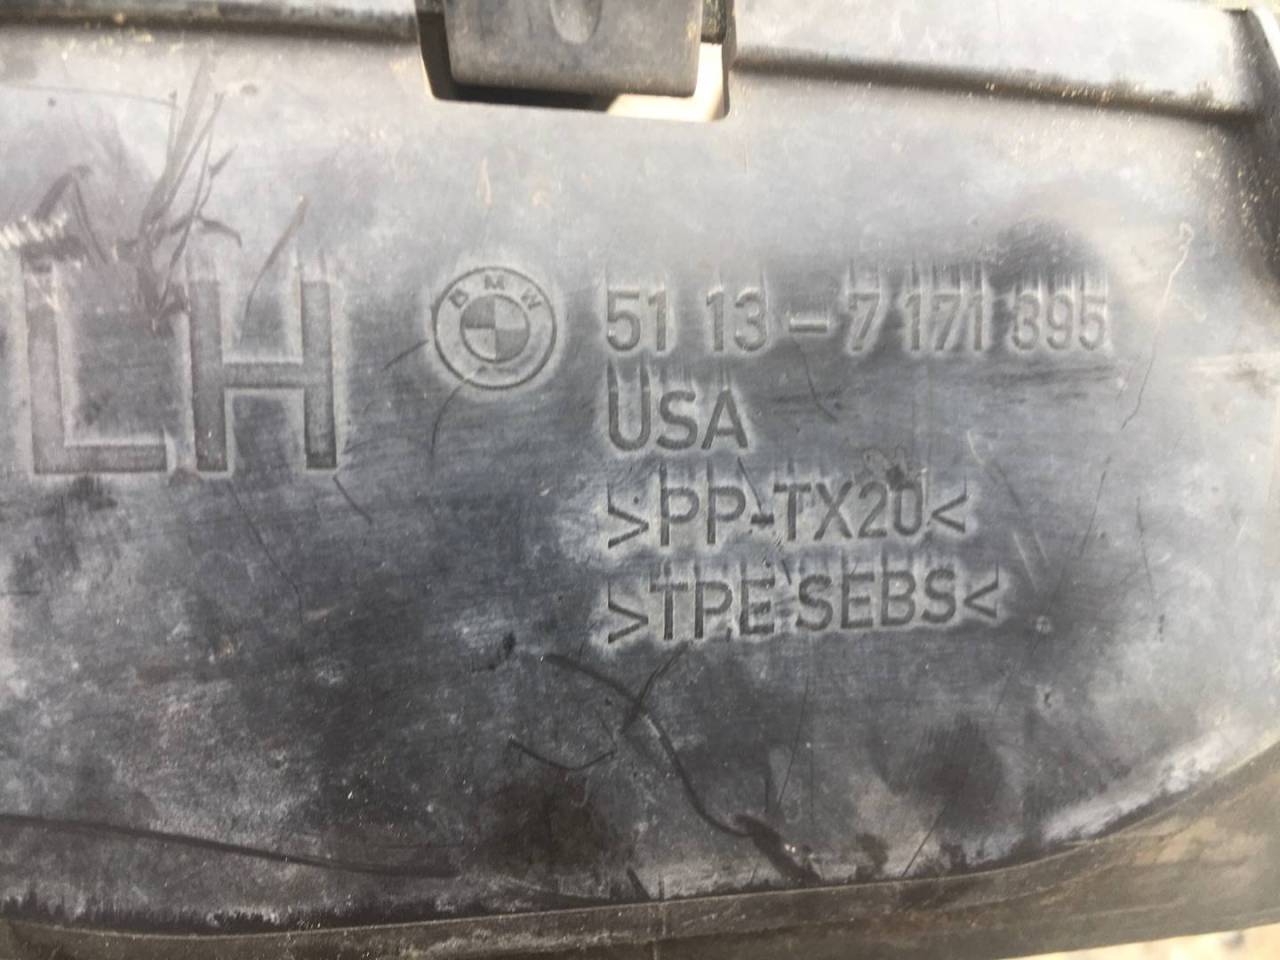 LH
BMW
51 13 - 7 171 395
USA
>PP-TX20<
>TPE-SEBS<